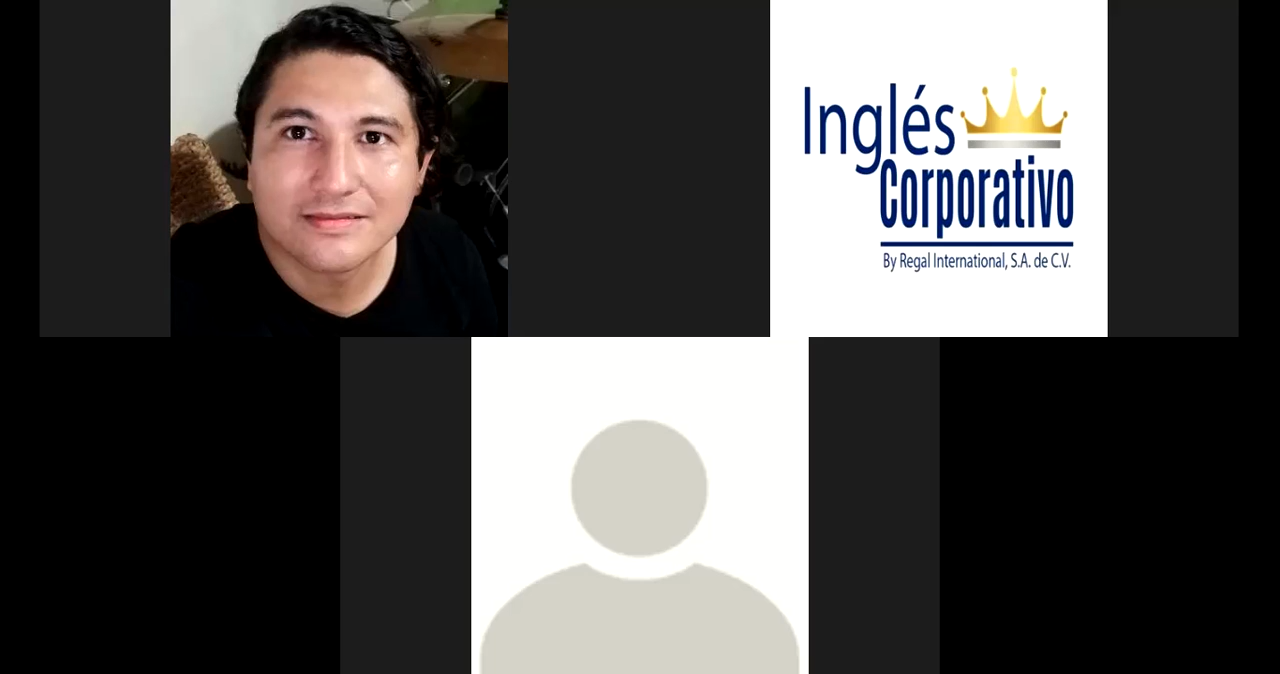 Inglés
Corporativo
By Regal International, S.A. de C.V.